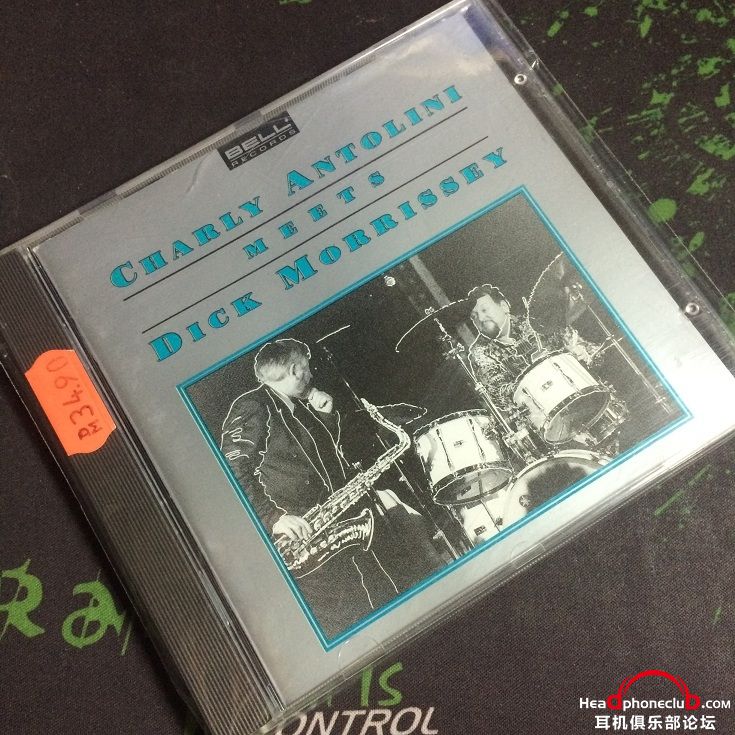 BELL
RECORDS
CHARLY ANTOLINI
MEETS
DICK MORRISSEY
DM 34.90
IS
CONTROL
Headphoneclub.com
耳机俱乐部论坛